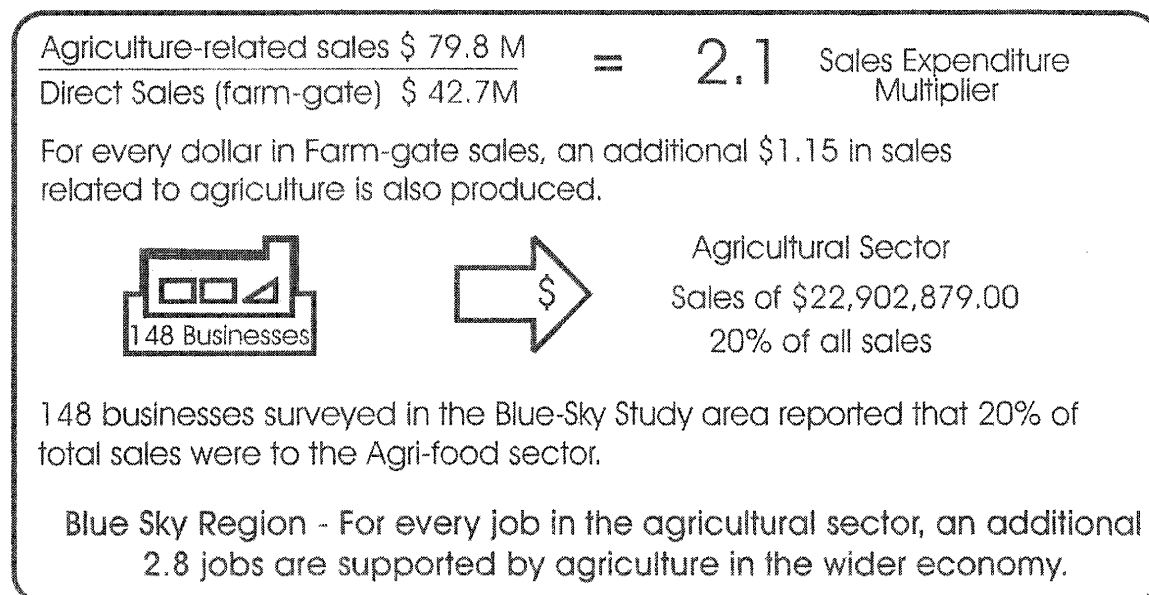 Agriculture-related sales $ 79.8 M
Direct Sales (farm-gate) $ 42.7M
= 2.1
Sales Expenditure
Multiplier
For every dollar in Farm-gate sales, an additional $1.15 in sales
related to agriculture is also produced.
148 Businesses
$
Agricultural Sector
Sales of $22,902,879.00
20% of all sales
148 businesses surveyed in the Blue-Sky Study area reported that 20% of
total sales were to the Agri-food sector.
Blue Sky Region - For every job in the agricultural sector, an additional
2.8 jobs are supported by agriculture in the wider economy.